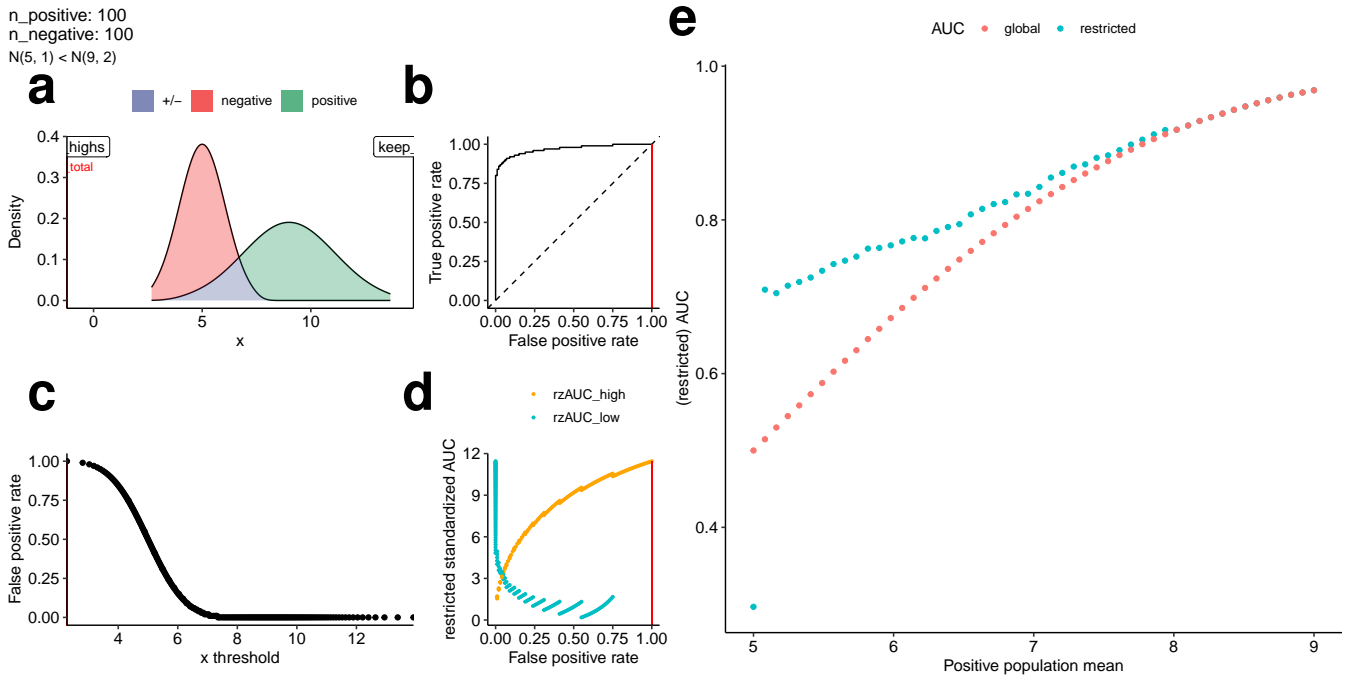 n_positive: 100
n_negative: 100
N(5, 1) < N(9, 2)
a
+/− negative positive
0.4
0.3
0.2
0.1
0.0
Density
_highs
keep_
_total
0 5 10
x
b
1.00
0.75
0.50
0.25
0.00
True positive rate
0.00 0.25 0.50 0.75 1.00
False positive rate
c
1.00
0.75
0.50
0.25
0.00
False positive rate
4 6 8 10 12
x threshold
d
rzAUC_high
rzAUC_low
12
9
6
3
0
restricted standardized AUC
0.00 0.25 0.50 0.75 1.00
False positive rate
e
AUC global restricted
1.0
0.8
0.6
0.4
(restricted) AUC
5 6 7 8 9
Positive population mean